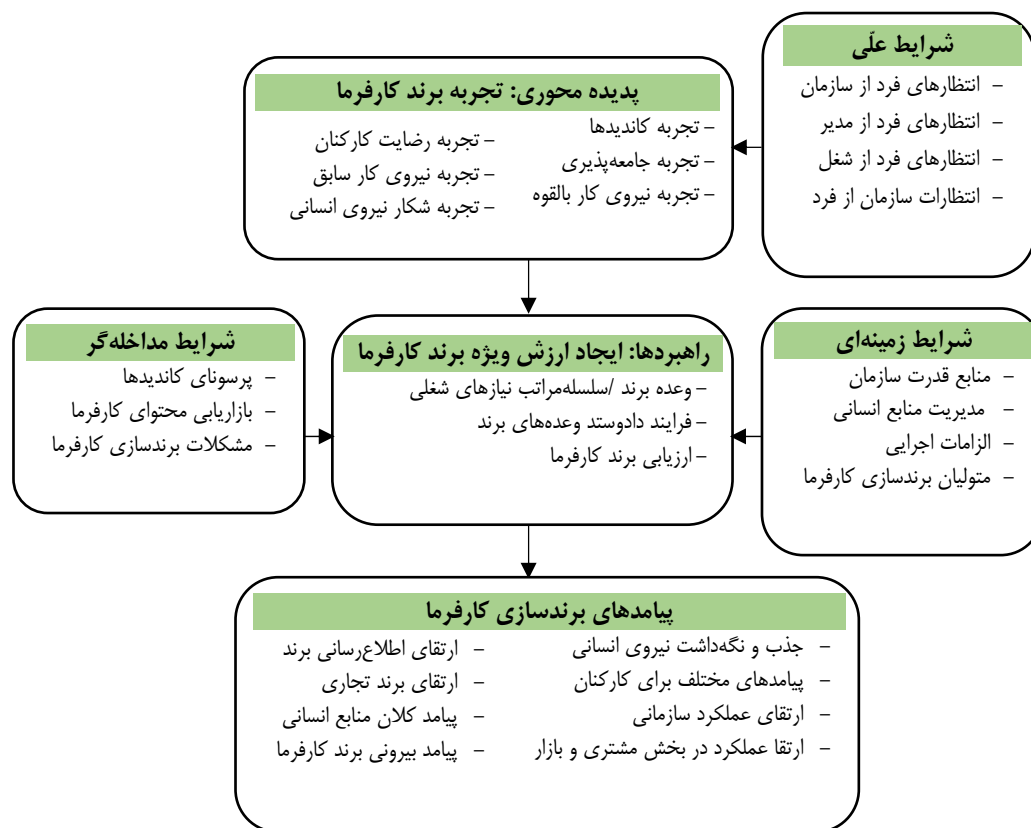 شرایط علّی
– انتظارهای فرد از سازمان
– انتظارهای فرد از مدیر
– انتظارهای فرد از شغل
– انتظارات سازمان از فرد
پدیده محوری: تجربه برند کارفرما
– تجربه کاندیدها
– تجربه جامعه‌پذیری
– تجربه نیروی کار بالقوه
– تجربه رضایت کارکنان
– تجربه نیروی کار سابق
– تجربه شکار نیروی انسانی
شرایط زمینه‌ای
– منابع قدرت سازمان
– مدیریت منابع انسانی
– الزامات اجرایی
– متولیان برندسازی کارفرما
راهبردها: ایجاد ارزش ویژه برند کارفرما
– وعده برند /سلسله‌مراتب نیازهای شغلی
– فرایند دادوستد وعده‌های برند
– ارزیابی برند کارفرما
شرایط مداخله‌گر
– پرسونای کاندیدها
– بازاریابی محتوای کارفرما
– مشکلات برندسازی کارفرما
پیامدهای برندسازی کارفرما
– جذب و نگه‌داشت نیروی انسانی
– پیامدهای مختلف برای کارکنان
– ارتقای عملکرد سازمانی
– ارتقا عملکرد در بخش مشتری و بازار
– ارتقای اطلاع‌رسانی برند
– ارتقای برند تجاری
– پیامد کلان منابع انسانی
– پیامد بیرونی برند کارفرما